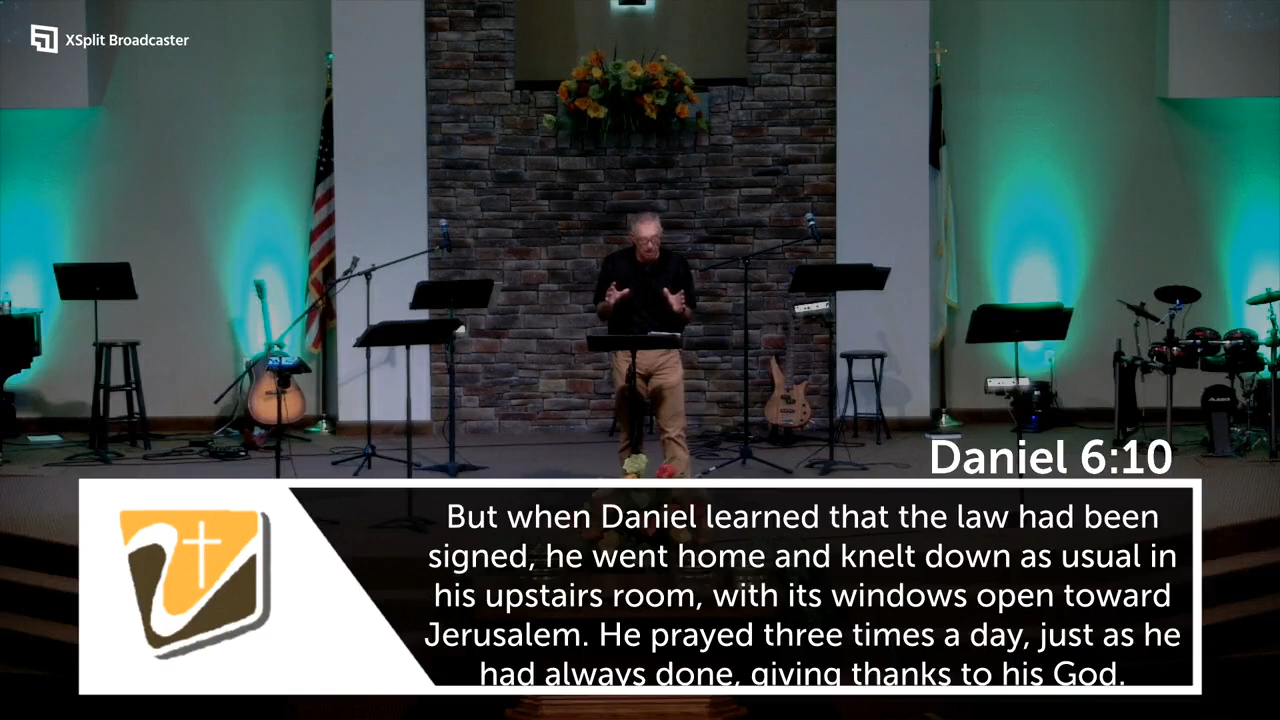 XSplit Broadcaster
Daniel 6:10
But when Daniel learned that the law had been
signed, he went home and knelt down as usual in
his upstairs room, with its windows open toward
Jerusalem. He prayed three times a day, just as he
had always done, giving thanks to his God.